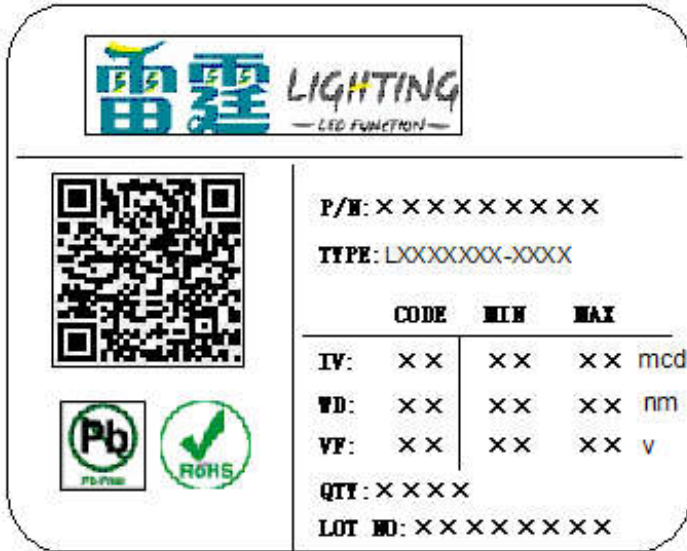 雷霆 LIGHTING
— LED FUNCTION —
P/N: ×××××××××
TYPE: LXXXXXXX-XXXX
CODE MIN MAX
IV: ×× ×× ×× mcd
WD: ×× ×× ×× nm
VF: ×× ×× ×× v
Pb
Pb-Free
RoHS
QTY: ××××
LOT NO: ××××××××